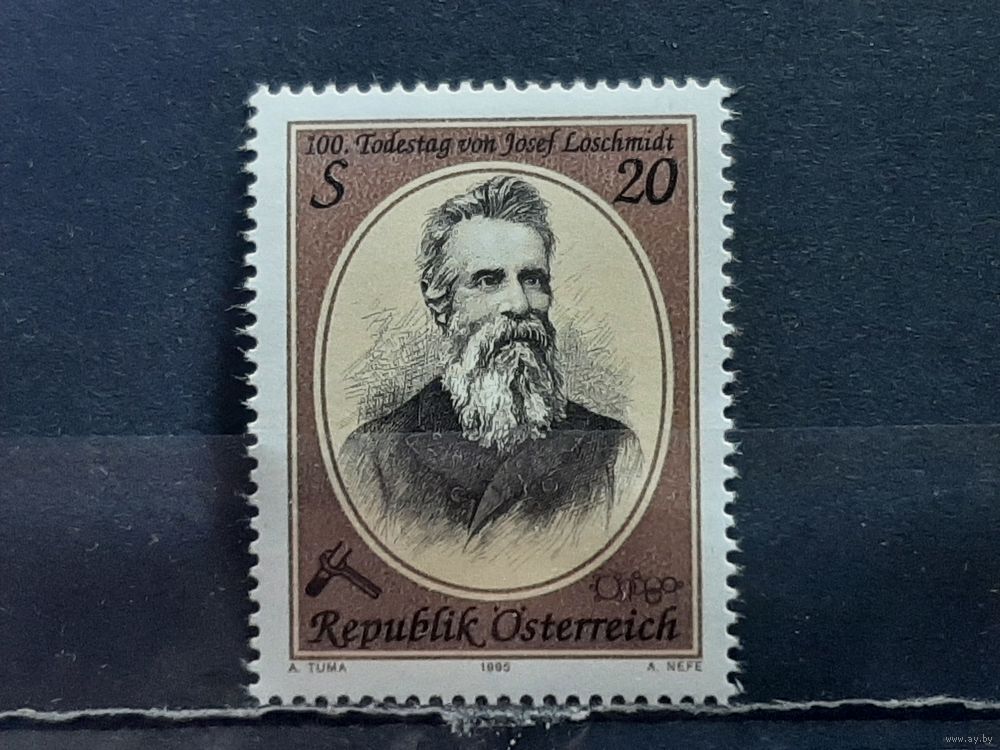 100. Todestag von Josef Loschmidt
S 20
Republik Österreich
A. TUMA 1995 A. NEFE
www.ay.by